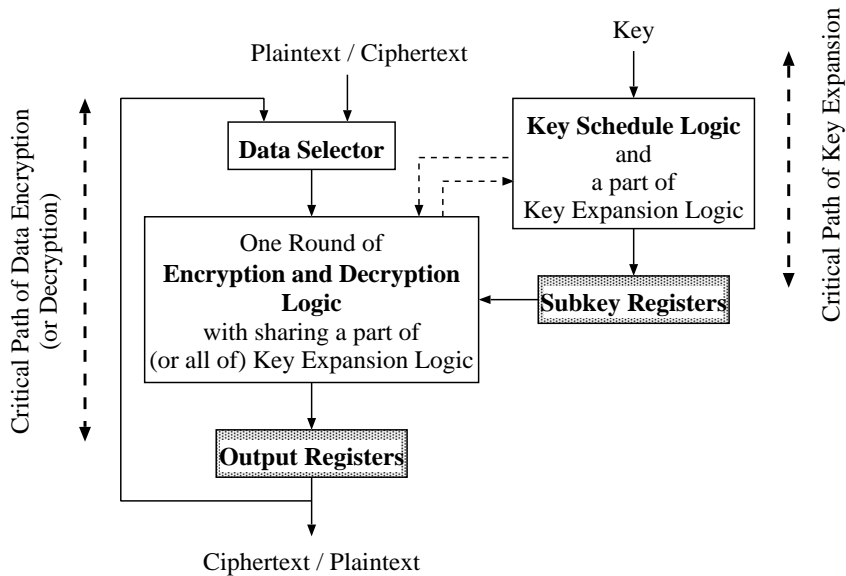 Key
Plaintext / Ciphertext
Data Selector
Key Schedule Logic
and
a part of
Key Expansion Logic
One Round of
Encryption and Decryption
Logic
with sharing a part of
(or all of) Key Expansion Logic
Subkey Registers
Output Registers
Ciphertext / Plaintext
Critical Path of Data Encryption
(or Decryption)
Critical Path of Key Expansion